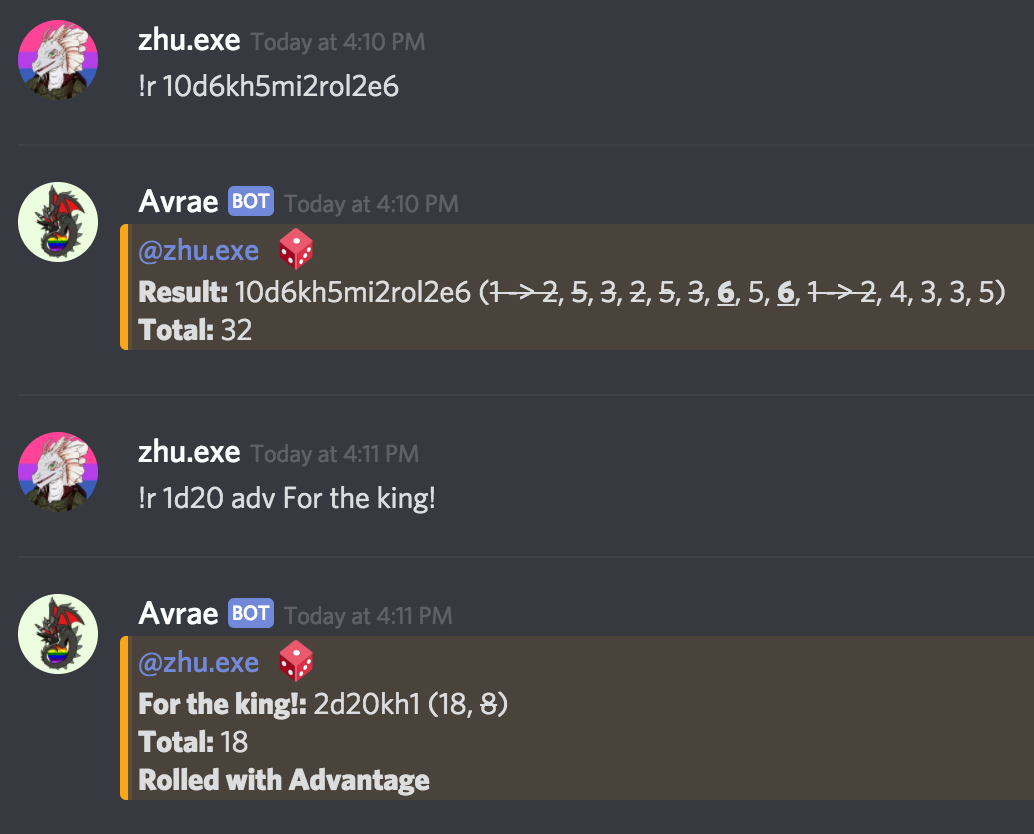 zhu.exe Today at 4:10 PM
!r 10d6kh5mi2rol2e6
Avrae BOT Today at 4:10 PM
@zhu.exe
Result: 10d6kh5mi2rol2e6 (1 -> 2, 5, 3, 2, 5, 3, 6, 5, 6, 1 -> 2, 4, 3, 3, 5)
Total: 32
zhu.exe Today at 4:11 PM
!r 1d20 adv For the king!
Avrae BOT Today at 4:11 PM
@zhu.exe
For the king!: 2d20kh1 (18, 8)
Total: 18
Rolled with Advantage